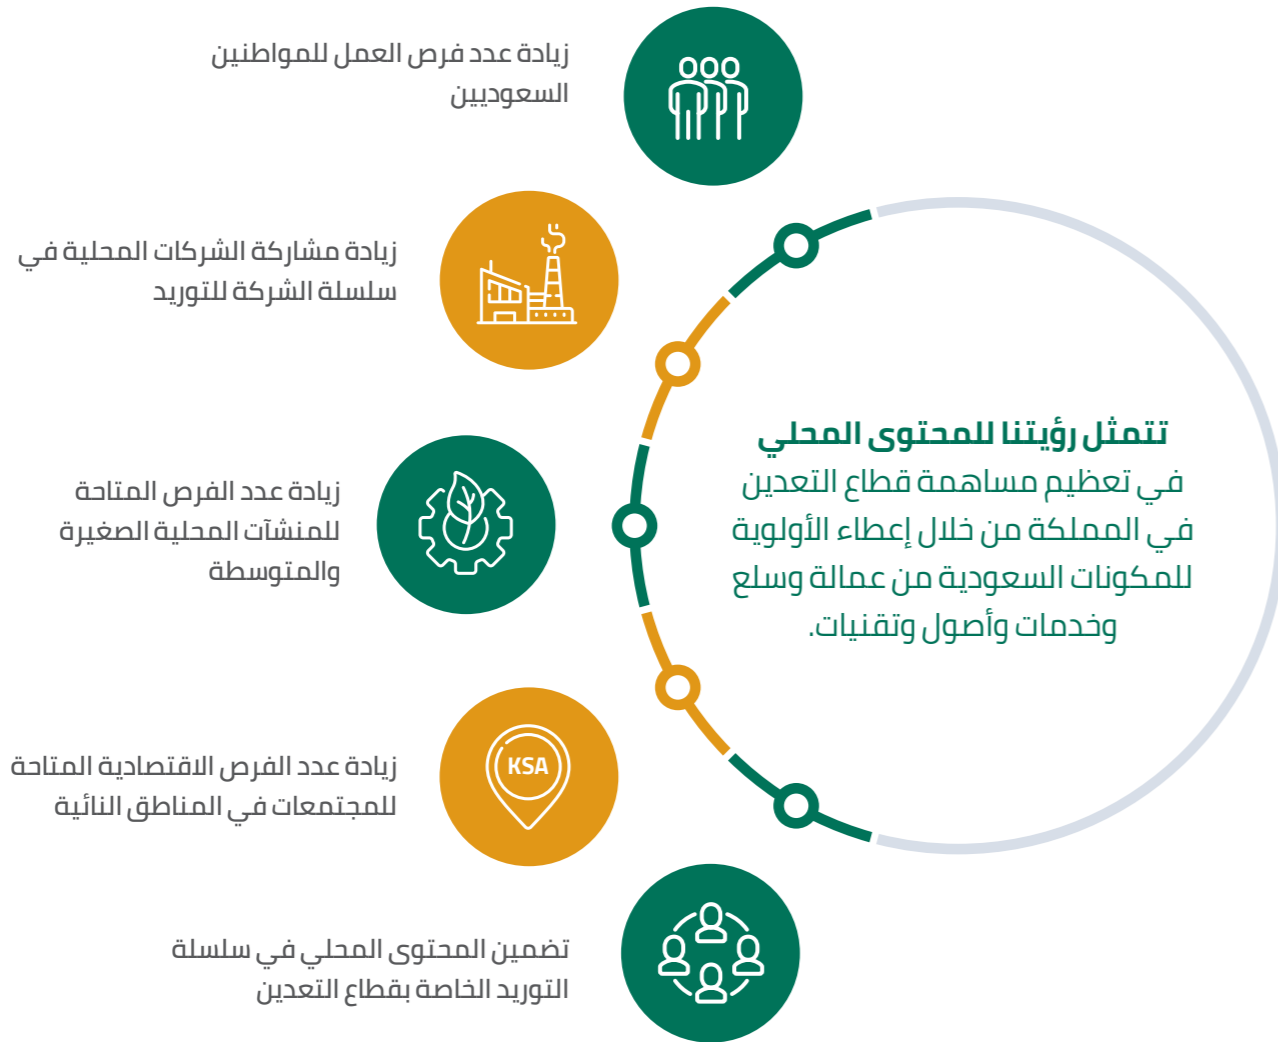 زيادة عدد فرص العمل للمواطنين
السعوديين
زيادة مشاركة الشركات المحلية في
سلسلة الشركة للتوريد
تتمثل رؤيتنا للمحتوى المحلي
في تعظيم مساهمة قطاع التعدين
في المملكة من خلال إعطاء الأولوية
للمكونات السعودية من عمالة وسلع
وخدمات وأصول وتقنيات.
زيادة عدد الفرص المتاحة
للمنشآت المحلية الصغيرة
والمتوسطة
KSA
زيادة عدد الفرص الاقتصادية المتاحة
للمجتمعات في المناطق النائية
تضمين المحتوى المحلي في سلسلة
التوريد الخاصة بقطاع التعدين